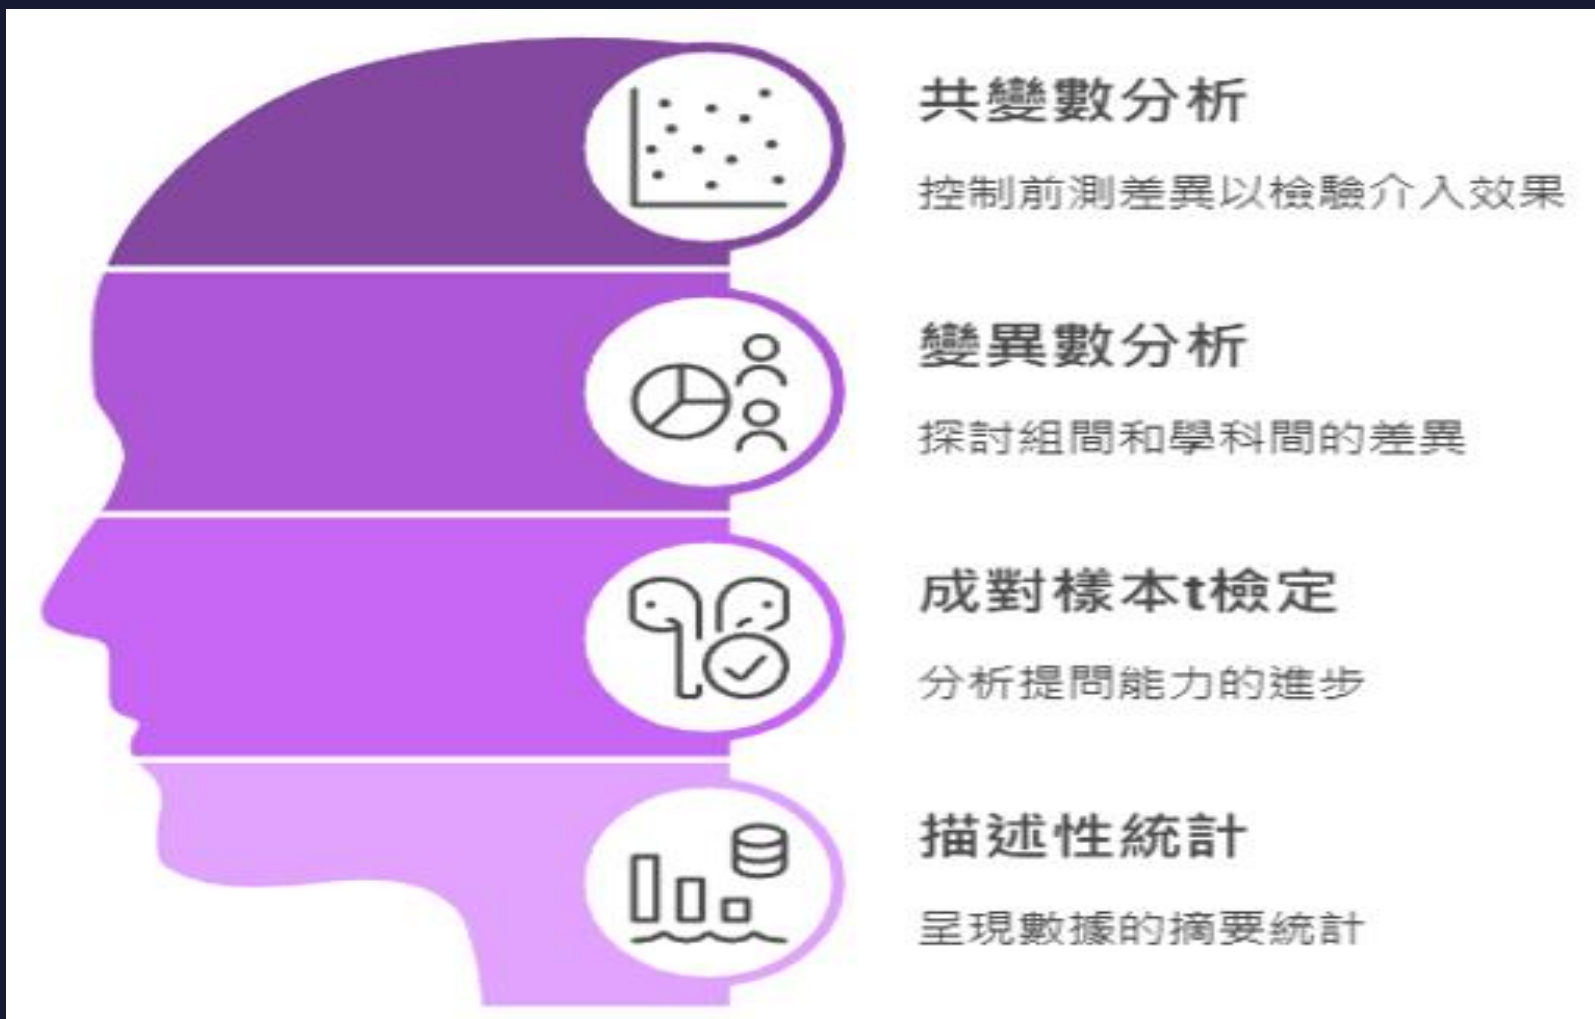 共變數分析
控制前測差異以檢驗介入效果
變異數分析
探討組間和學科間的差異
成對樣本t檢定
分析提問能力的進步
描述性統計
呈現數據的摘要統計